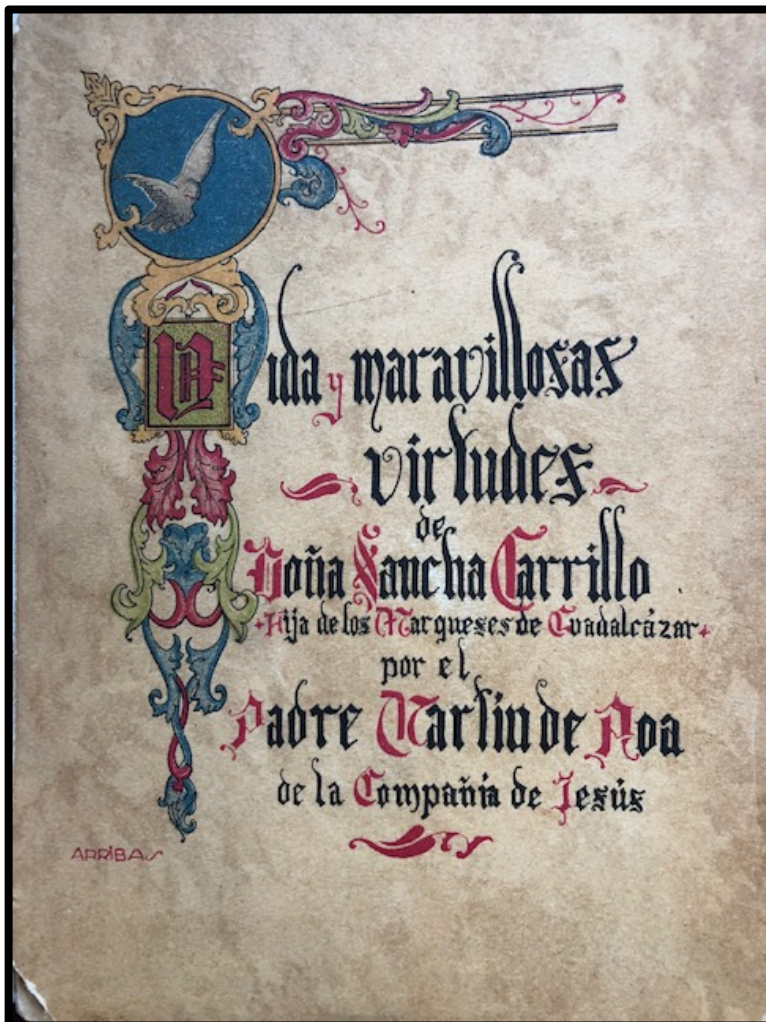 Vida y maravillosas
virtudes
de
Doña Sancha Carrillo
Hija de los Marqueses de Guadalcázar
por el
Padre Martin de Roa
de la Compañía de Jesús
ARRIBAS